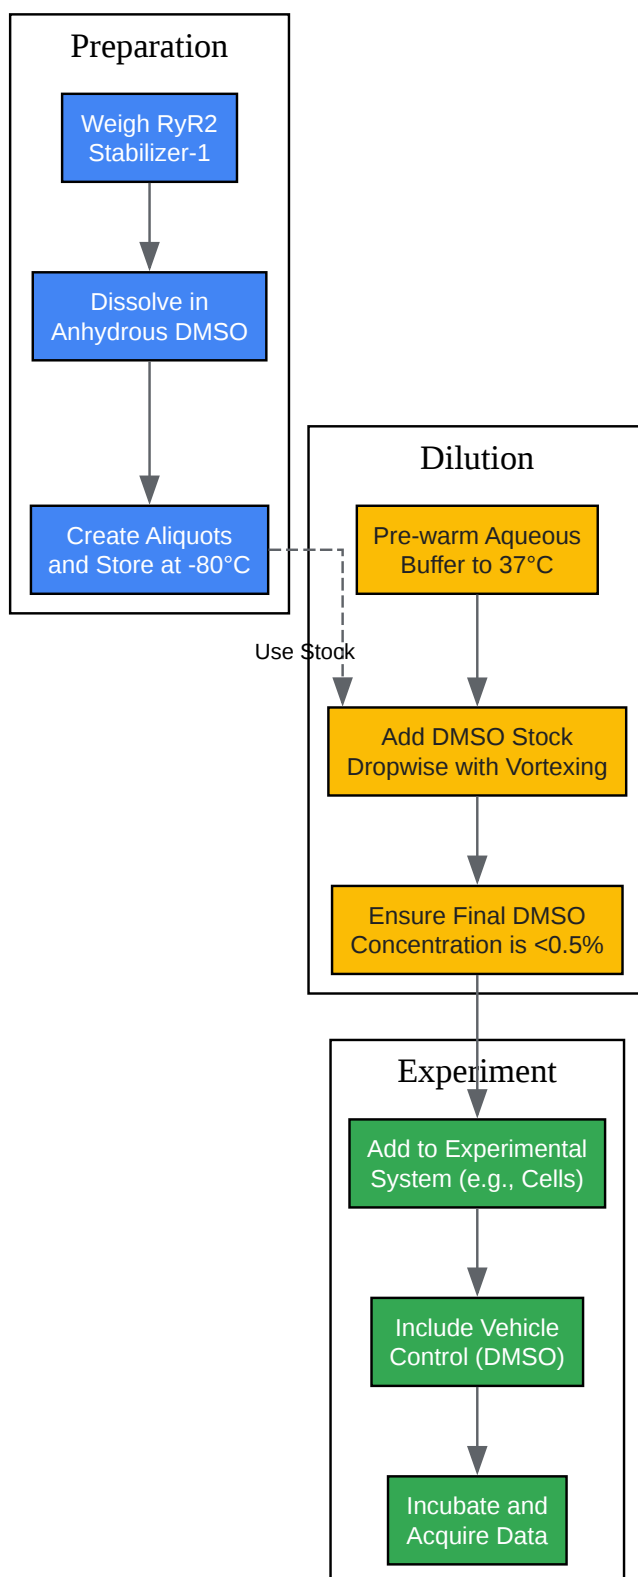 Preparation
Weigh RyR2
Stabilizer-1
Dissolve in
Anhydrous DMSO
Create Aliquots
and Store at -80°C
Use Stock
Dilution
Pre-warm Aqueous
Buffer to 37°C
Add DMSO Stock
Dropwise with Vortexing
Ensure Final DMSO
Concentration is <0.5%
Experiment
Add to Experimental
System (e.g., Cells)
Include Vehicle
Control (DMSO)
Incubate and
Acquire Data